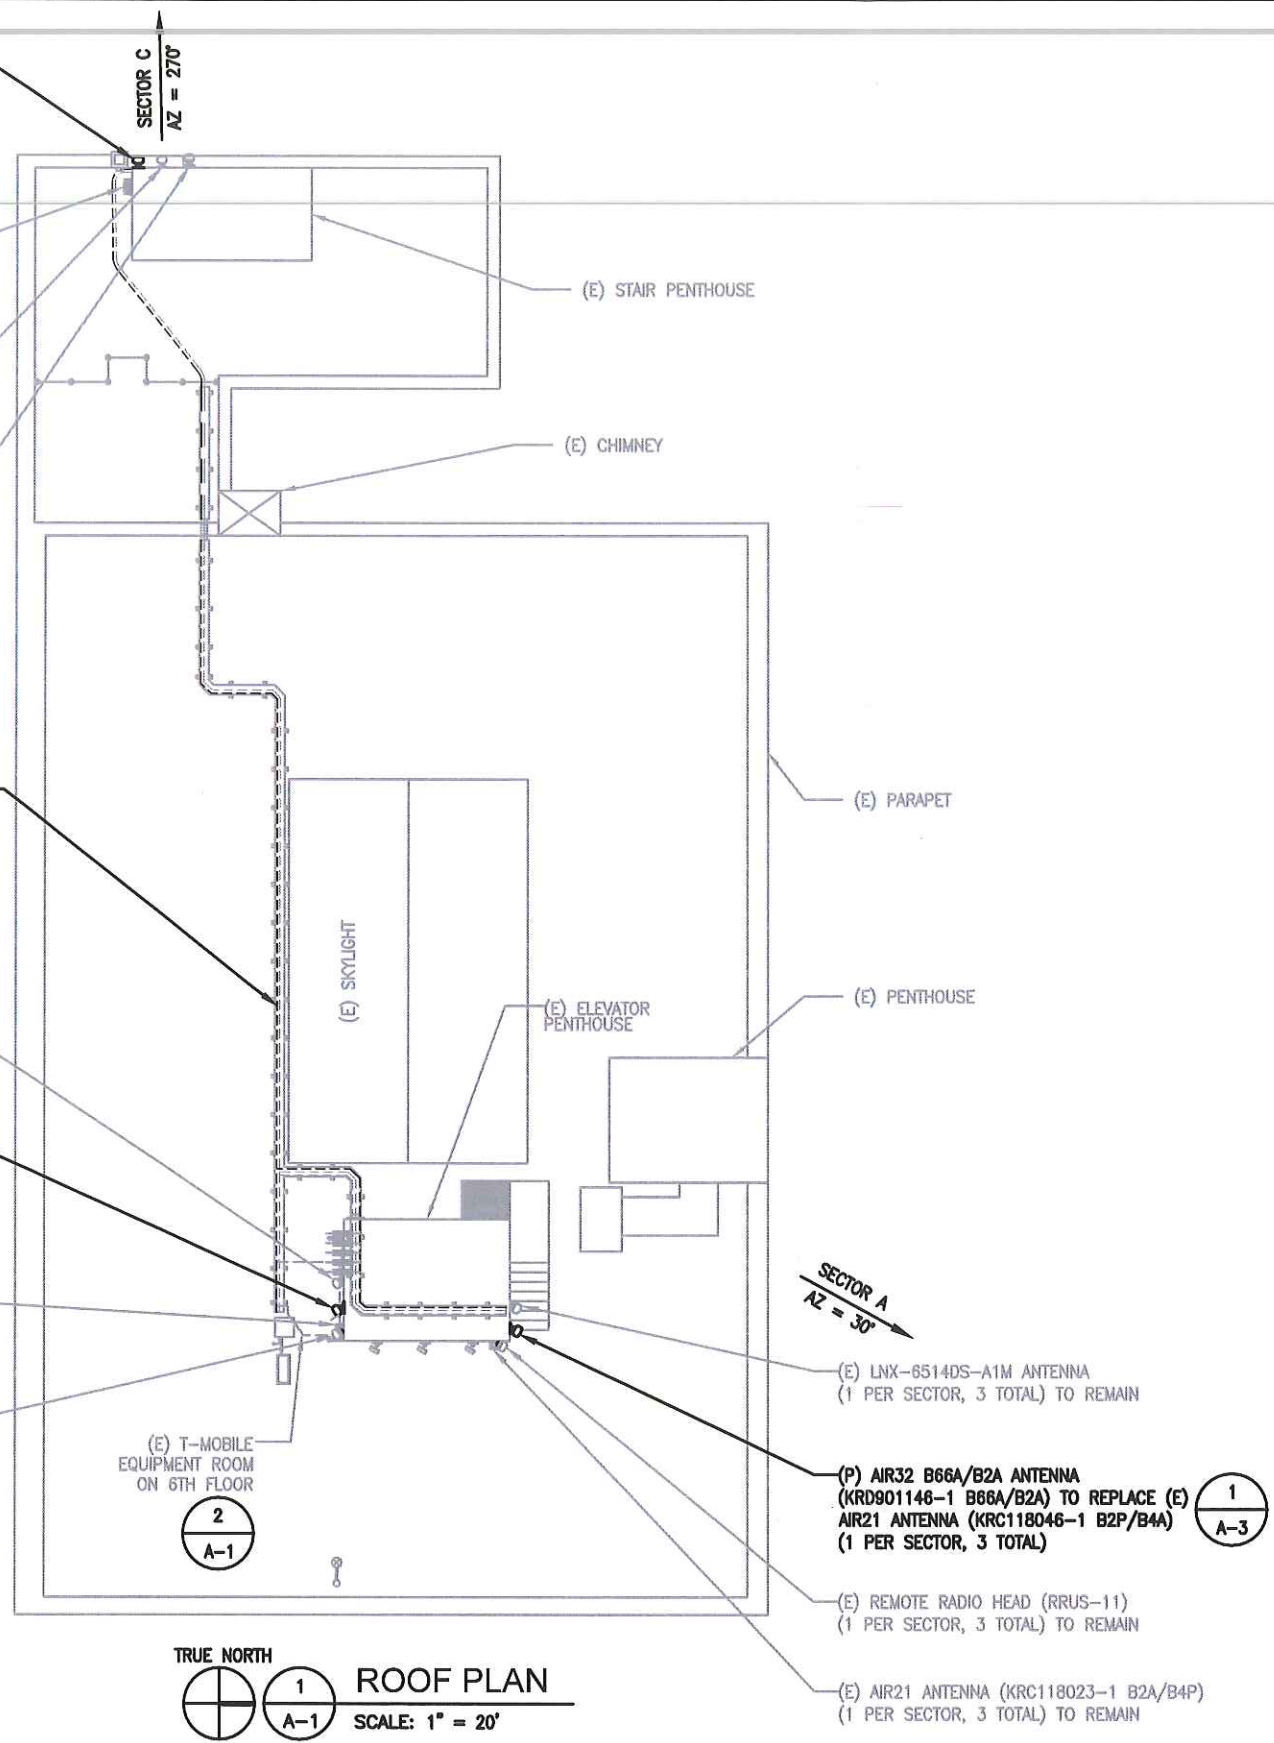 SECTOR C
AZ = 270°
(E) STAIR PENTHOUSE
(E) CHIMNEY
(E) PARAPET
(E) SKYLIGHT
(E) ELEVATOR
PENTHOUSE
(E) PENTHOUSE
SECTOR A
AZ = 30°
(E) LNX-6514DS-A1M ANTENNA
(1 PER SECTOR, 3 TOTAL) TO REMAIN
(E) T-MOBILE
EQUIPMENT ROOM
ON 6TH FLOOR
2
A-1
(P) AIR32 B66A/B2A ANTENNA
(KRD901146-1 B66A/B2A) TO REPLACE (E)
AIR21 ANTENNA (KRC118046-1 B2P/B4A)
(1 PER SECTOR, 3 TOTAL)
1
A-3
(E) REMOTE RADIO HEAD (RRUS-11)
(1 PER SECTOR, 3 TOTAL) TO REMAIN
(E) AIR21 ANTENNA (KRC118023-1 B2A/B4P)
(1 PER SECTOR, 3 TOTAL) TO REMAIN
TRUE NORTH
1
A-1
ROOF PLAN
SCALE: 1" = 20'